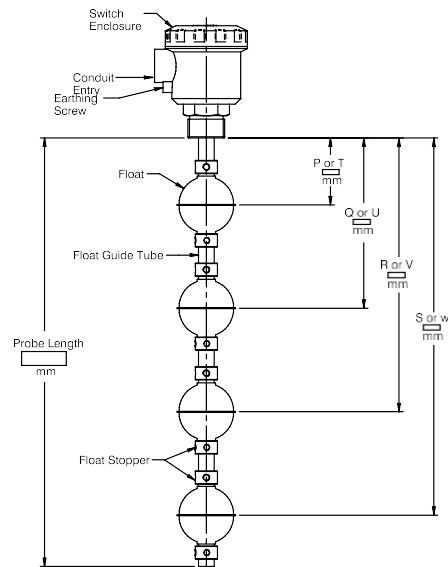 Switch
Enclosure
Conduit
Entry
Earthing
Screw
P or T
mm
Float
Q or U
mm
Float Guide Tube
R or V
mm
S or w
mm
Probe Length
mm
Float Stopper